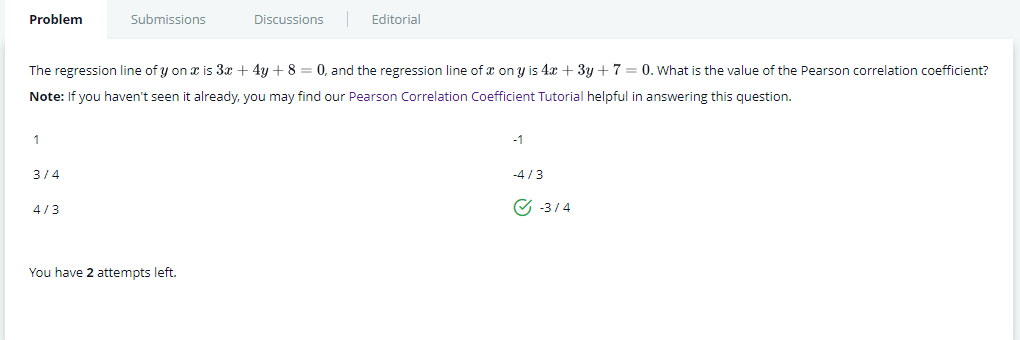 Problem Submissions Discussions Editorial
The regression line of y on x is 3x + 4y + 8 = 0, and the regression line of x on y is 4x + 3y + 7 = 0. What is the value of the Pearson correlation coefficient?
Note: If you haven't seen it already, you may find our Pearson Correlation Coefficient Tutorial helpful in answering this question.
1 -1
3 / 4 -4 / 3
4 / 3 -3 / 4
You have 2 attempts left.